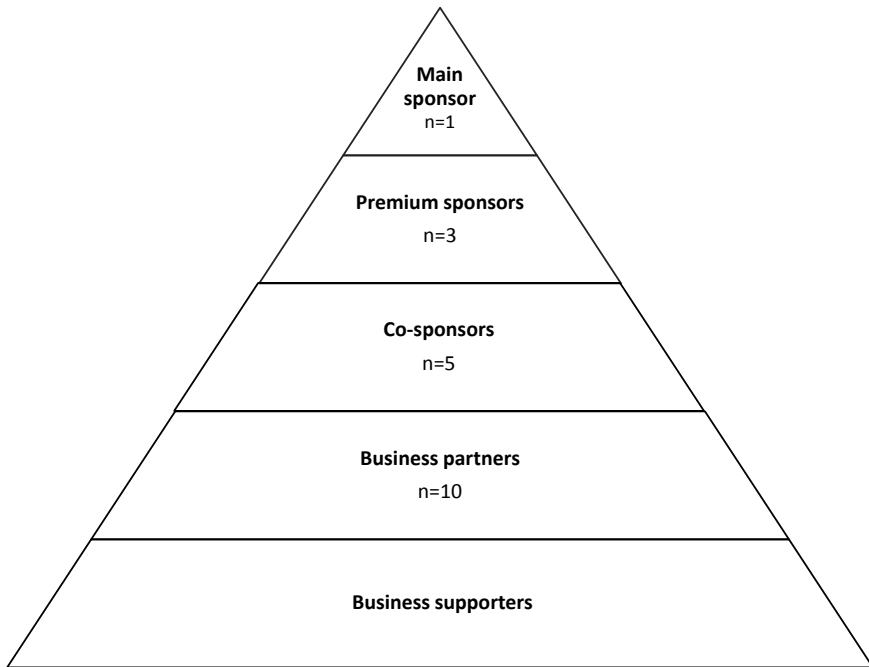 Main
sponsor
n=1
Premium sponsors
n=3
Co-sponsors
n=5
Business partners
n=10
Business supporters